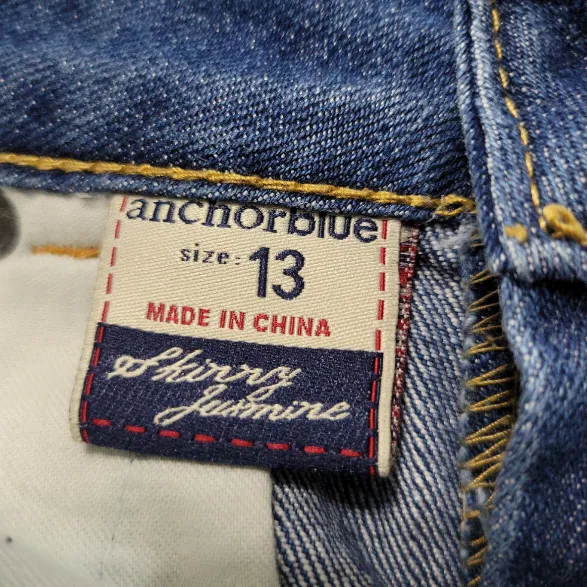 anchorblue
size: 13
MADE IN CHINA
Skinny
Jasmine